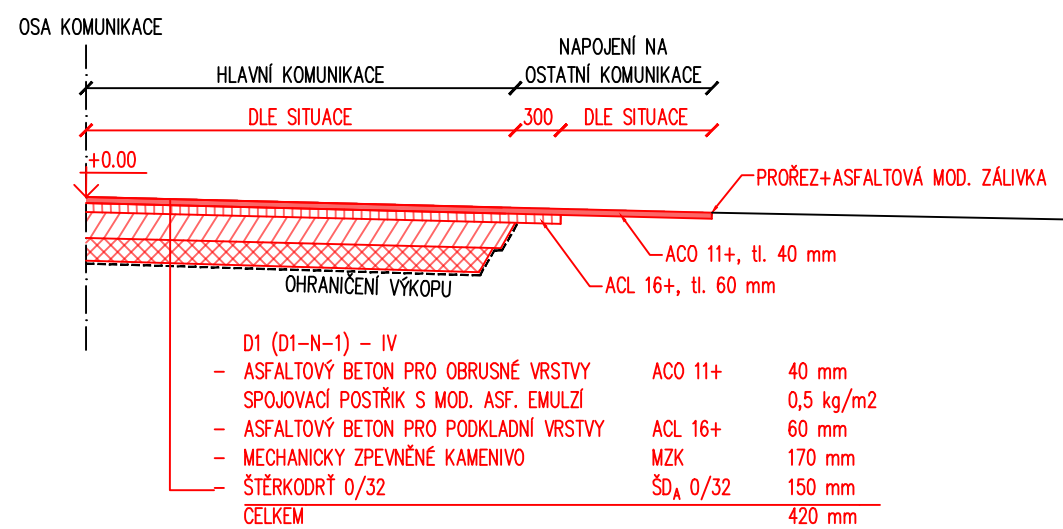 OSA KOMUNIKACE
NAPOJENÍ NA
HLAVNÍ KOMUNIKACE
OSTATNÍ KOMUNIKACE
DLE SITUACE
300
DLE SITUACE
+0.00
PROŘEZ+ASFALTOVÁ MOD. ZÁLIVKA
ACO 11+, tl. 40 mm
ACL 16+, tl. 60 mm
OHRANIČENÍ VÝKOPU
D1 (D1-N-1) - IV
- ASFALTOVÝ BETON PRO OBRUSNÉ VRSTVY ACO 11+ 40 mm
SPOJOVACÍ POSTŘIK S MOD. ASF. EMULZÍ 0,5 kg/m2
- ASFALTOVÝ BETON PRO PODKLADNÍ VRSTVY ACL 16+ 60 mm
- MECHANICKY ZPEVNĚNÉ KAMENIVO MZK 170 mm
- ŠTĚRKODRŤ 0/32 ŠDA 0/32 150 mm
CELKEM 420 mm